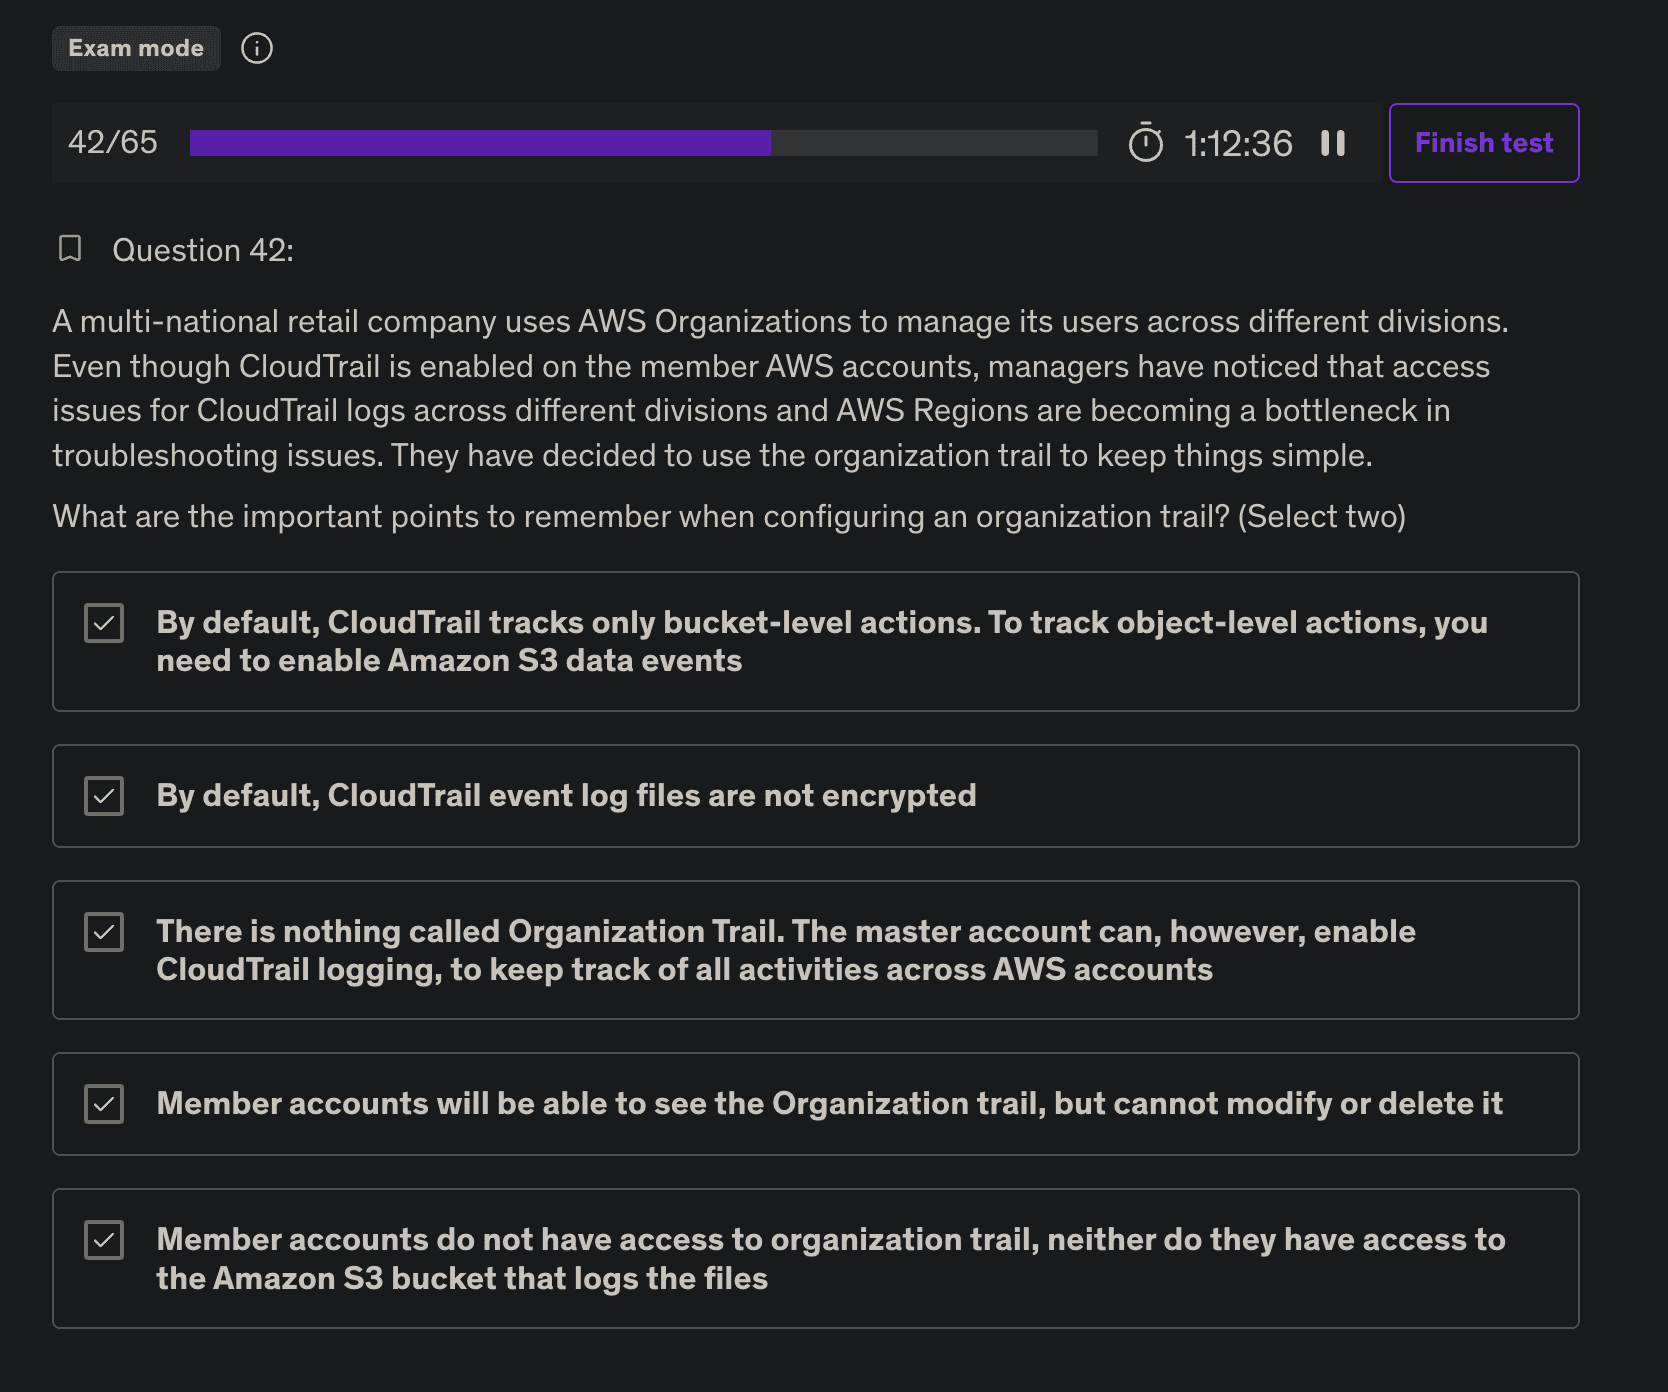 Exam mode
42/65
1:12:36
Finish test
Question 42:
A multi-national retail company uses AWS Organizations to manage its users across different divisions.
Even though CloudTrail is enabled on the member AWS accounts, managers have noticed that access
issues for CloudTrail logs across different divisions and AWS Regions are becoming a bottleneck in
troubleshooting issues. They have decided to use the organization trail to keep things simple.
What are the important points to remember when configuring an organization trail? (Select two)
By default, CloudTrail tracks only bucket-level actions. To track object-level actions, you
need to enable Amazon S3 data events
By default, CloudTrail event log files are not encrypted
There is nothing called Organization Trail. The master account can, however, enable
CloudTrail logging, to keep track of all activities across AWS accounts
Member accounts will be able to see the Organization trail, but cannot modify or delete it
Member accounts do not have access to organization trail, neither do they have access to
the Amazon S3 bucket that logs the files